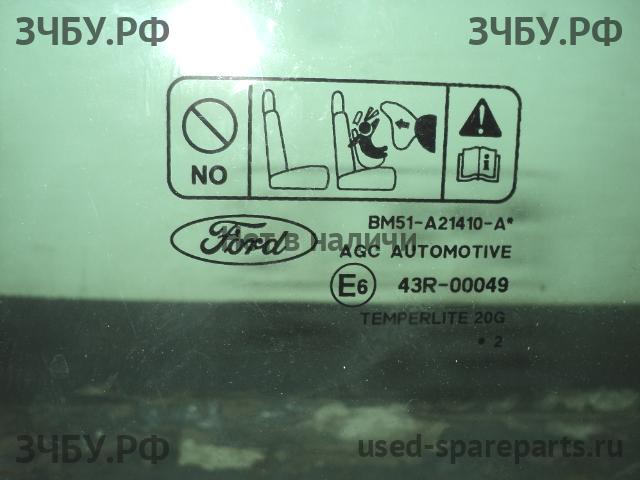 ЗЧБУ.РФ ЗЧБУ.РФ
NO
BM51-A21410-A*
Ford
нет в наличии
AGC AUTOMOTIVE
E6 43R-00049
TEMPERLITE 20G
* 2
ЗЧБУ.РФ used-spareparts.ru